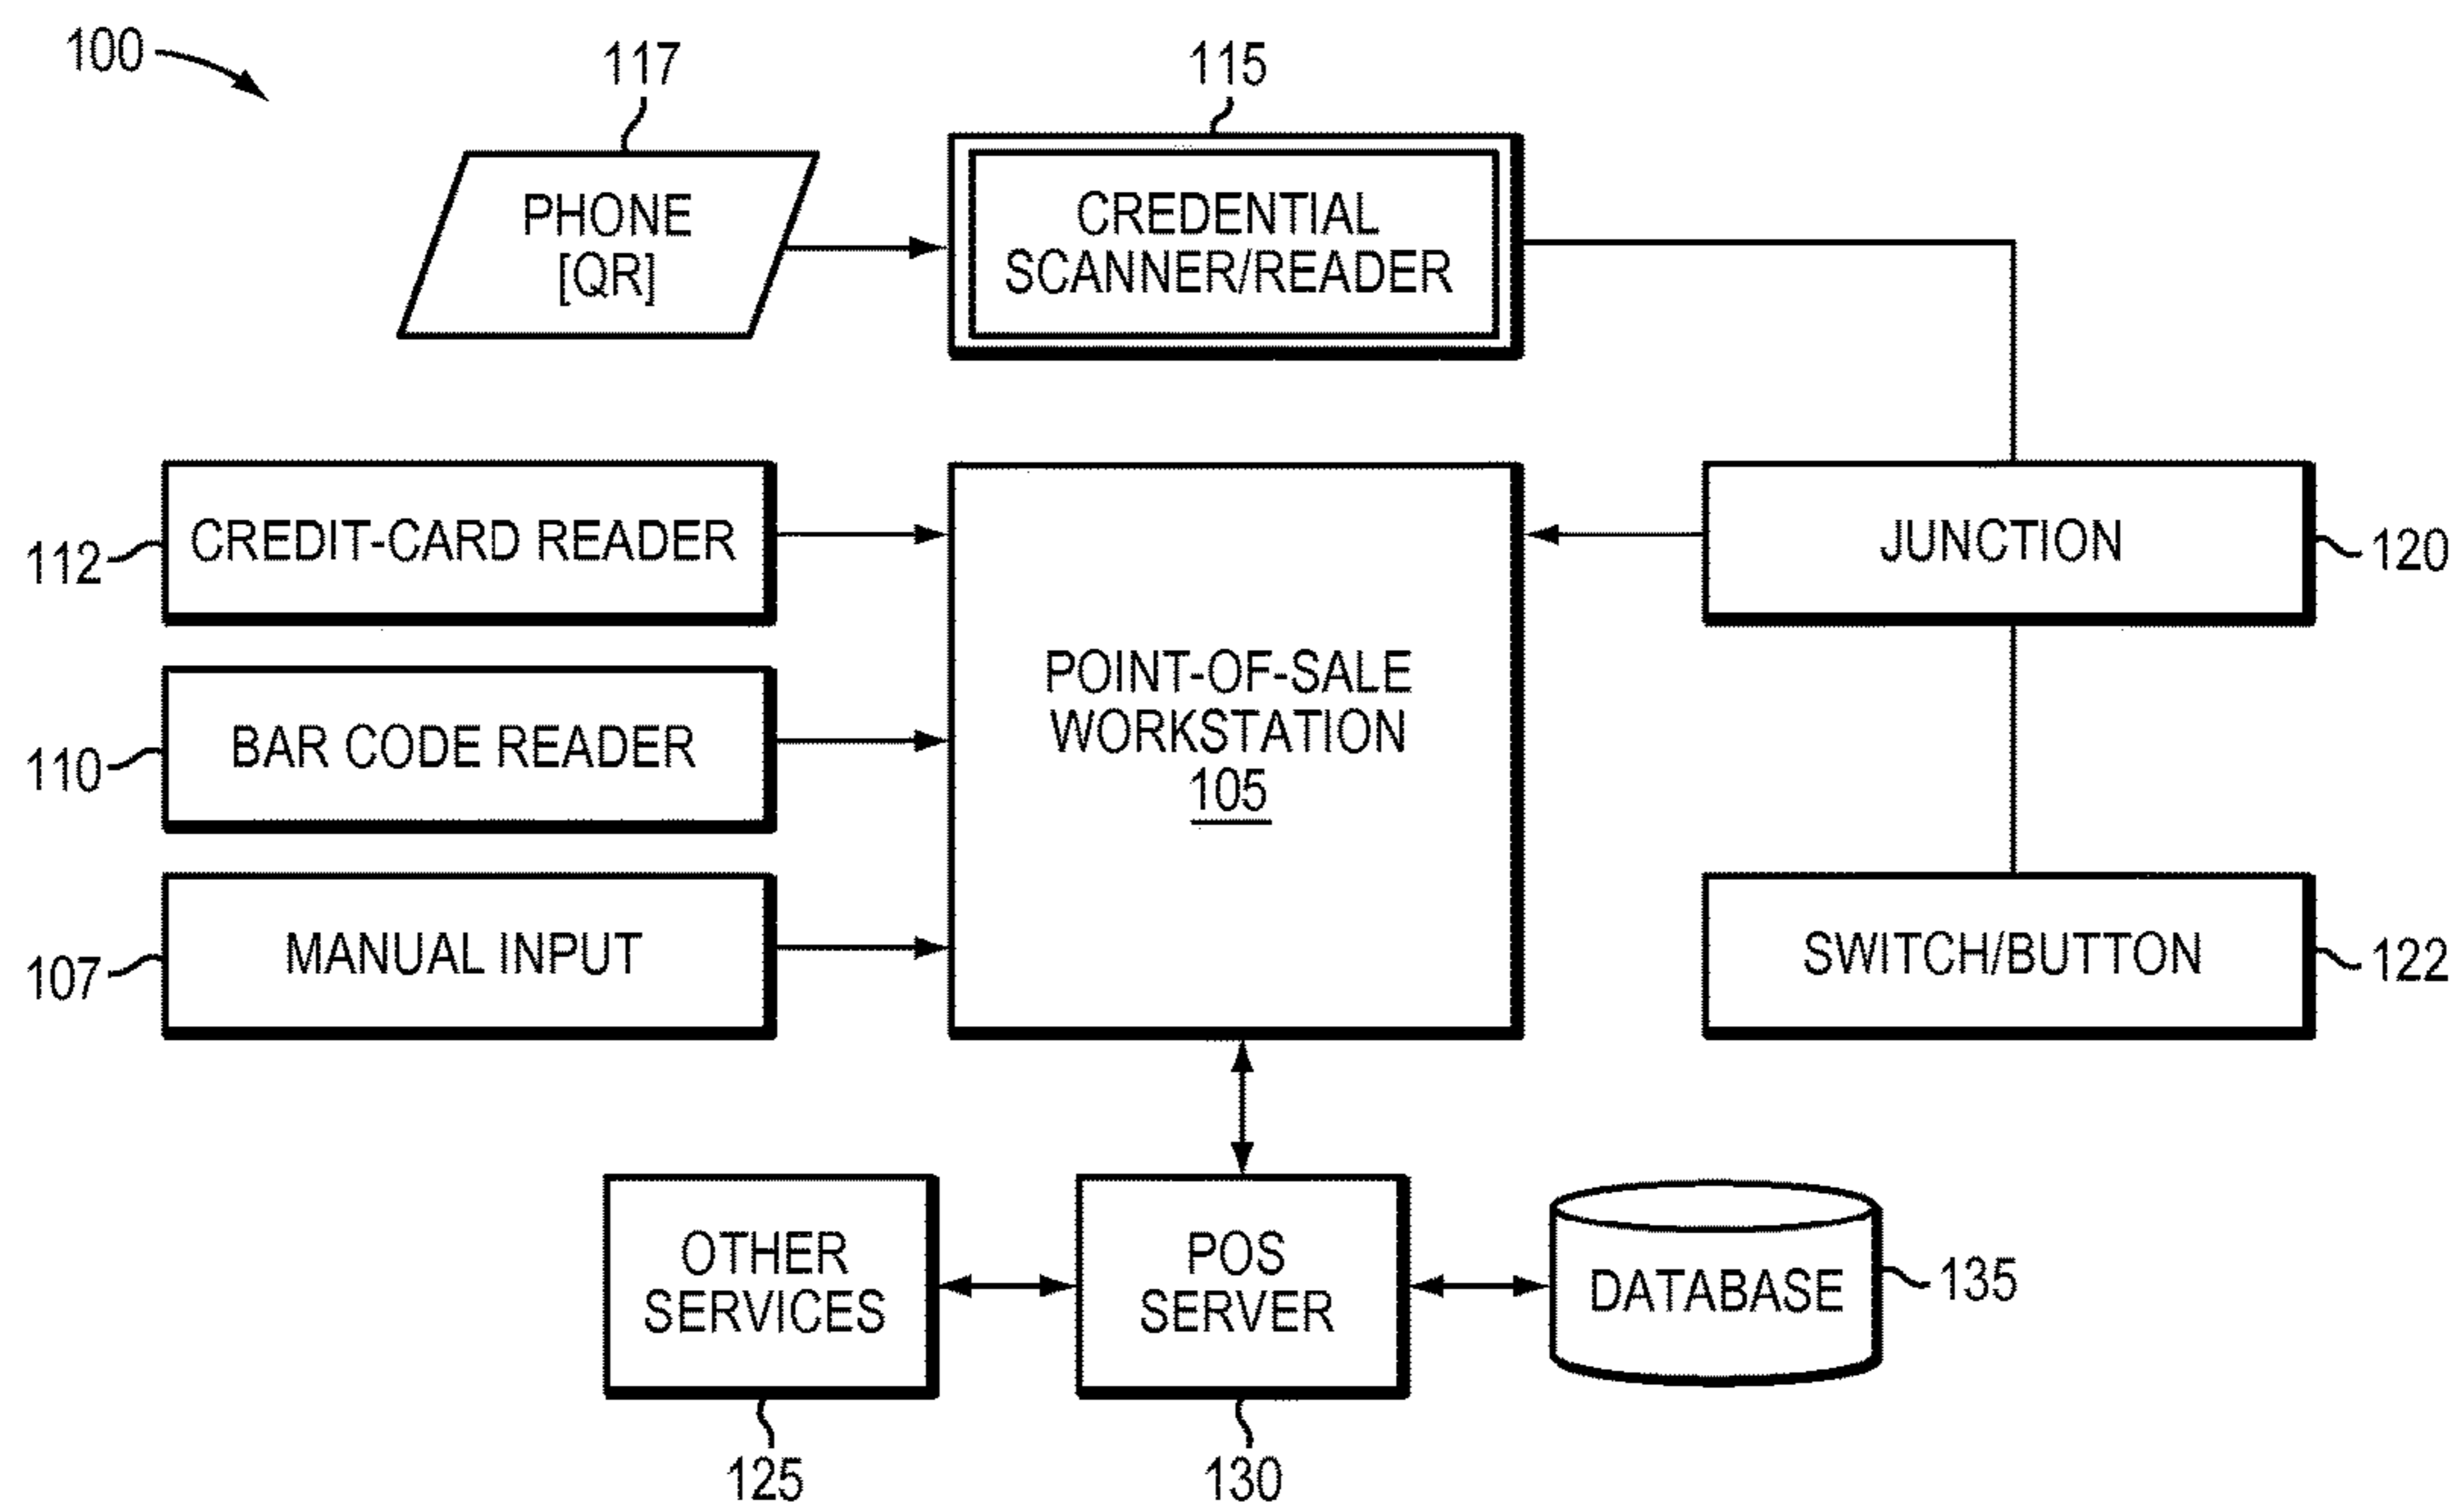 100
117
115
PHONE
[QR]
CREDENTIAL
SCANNER/READER
CREDIT-CARD READER
112
JUNCTION
120
POINT-OF-SALE
WORKSTATION
105
BAR CODE READER
110
MANUAL INPUT
107
SWITCH/BUTTON
122
OTHER
SERVICES
POS
SERVER
DATABASE
135
125
130